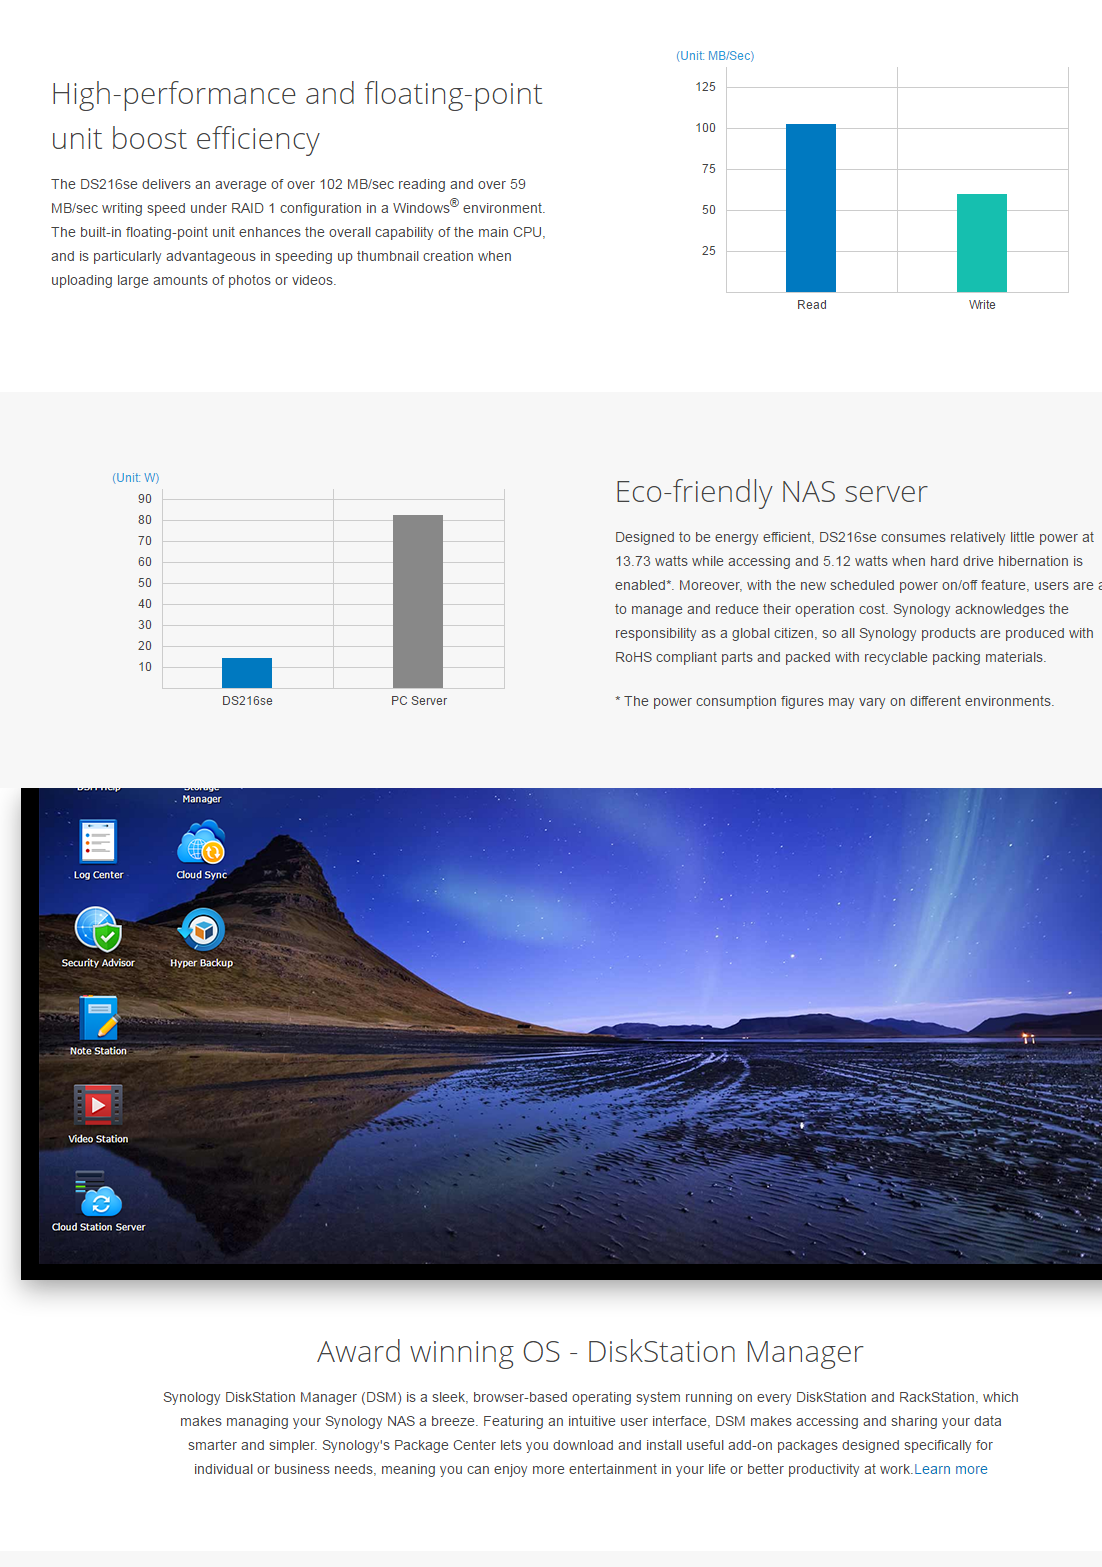 High-performance and floating-point
unit boost efficiency
The DS216se delivers an average of over 102 MB/sec reading and over 59
MB/sec writing speed under RAID 1 configuration in a Windows® environment.
The built-in floating-point unit enhances the overall capability of the main CPU,
and is particularly advantageous in speeding up thumbnail creation when
uploading large amounts of photos or videos.
(Unit: MB/Sec)
125
100
75
50
25
Read
Write
(Unit: W)
90
80
70
60
50
40
30
20
10
DS216se
PC Server
Eco-friendly NAS server
Designed to be energy efficient, DS216se consumes relatively little power at
13.73 watts while accessing and 5.12 watts when hard drive hibernation is
enabled*. Moreover, with the new scheduled power on/off feature, users are
to manage and reduce their operation cost. Synology acknowledges the
responsibility as a global citizen, so all Synology products are produced with
RoHS compliant parts and packed with recyclable packing materials.
* The power consumption figures may vary on different environments.
DSM Help
Storage
Manager
Log Center
Cloud Sync
Security Advisor
Hyper Backup
Note Station
Video Station
Cloud Station Server
Award winning OS - DiskStation Manager
Synology DiskStation Manager (DSM) is a sleek, browser-based operating system running on every DiskStation and RackStation, which
makes managing your Synology NAS a breeze. Featuring an intuitive user interface, DSM makes accessing and sharing your data
smarter and simpler. Synology's Package Center lets you download and install useful add-on packages designed specifically for
individual or business needs, meaning you can enjoy more entertainment in your life or better productivity at work.Learn more